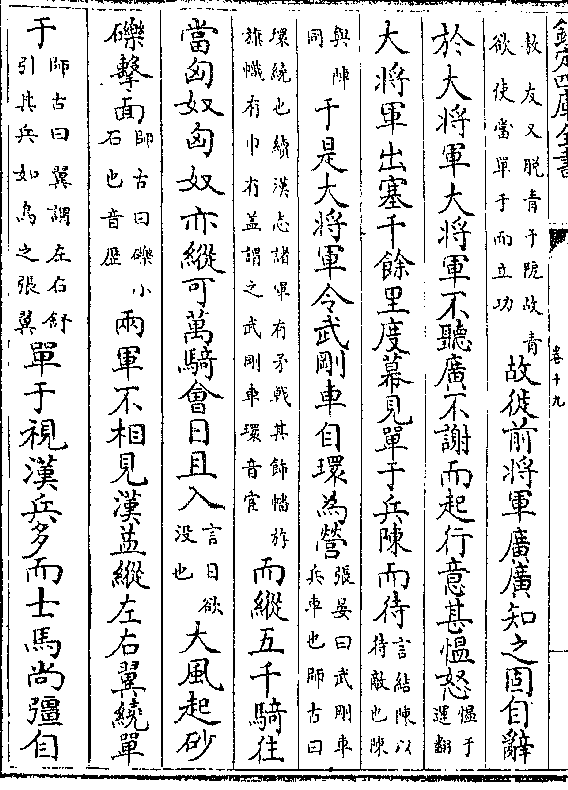 欽定四庫全書
卷十九
敖友又脱青于阨故青
欲使當單于而立功
故徙前將軍廣廣知之固自辭
於大將軍大將軍不聽廣不謝而起行意甚愠怒
愠于
運翻
大將軍出塞千餘里度幕見單于兵陳而待
言結陳以
待敵也陳
與陣
同
于是大將軍令武剛車自環為營
張晏曰武剛車
兵車也師古曰
環繞也續漢志諸軍有矛戟其飾幡斿
旗幟有巾有盖謂之武剛車環音宦
而縱五千騎往
當匈奴匈奴亦縱可萬騎會日且入
言日欲
没也
大風起砂
礫擊面
師古曰礫小
石也音歴
兩軍不相見漢益縱左右翼繞單
于
師古曰翼謂左右舒
引其兵如鳥之張翼
單于視漢兵多而士馬尚彊自